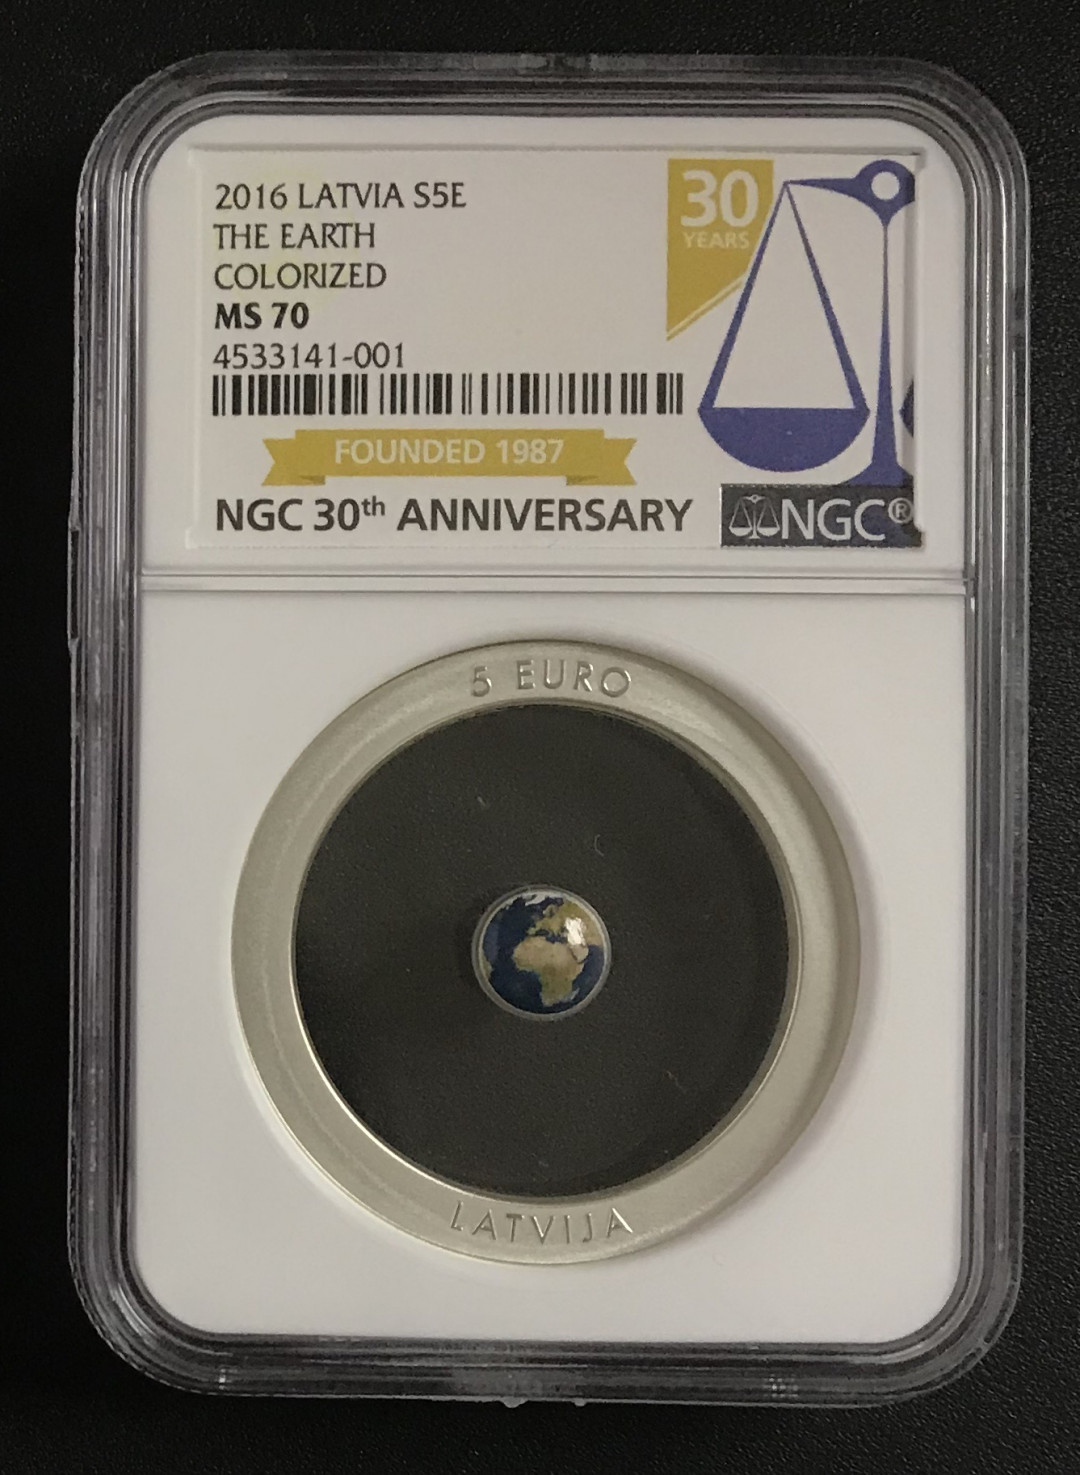 2016 LATVIA S5E
THE EARTH
COLORIZED
MS 70
4533141-001
30
YEARS
FOUNDED 1987
NGC 30th ANNIVERSARY
NGC®
5 EURO
LATVIJA